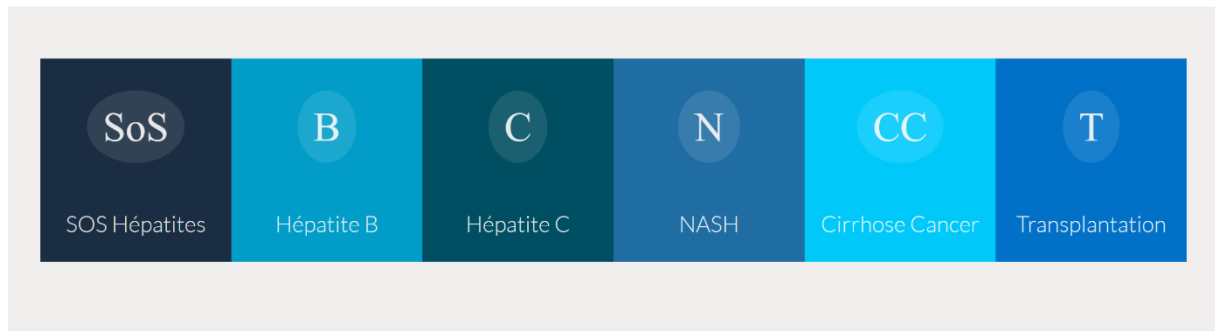 SoS
B
C
N
CC
T
SOS Hépatites
Hépatite B
Hépatite C
NASH
Cirrhose Cancer
Transplantation